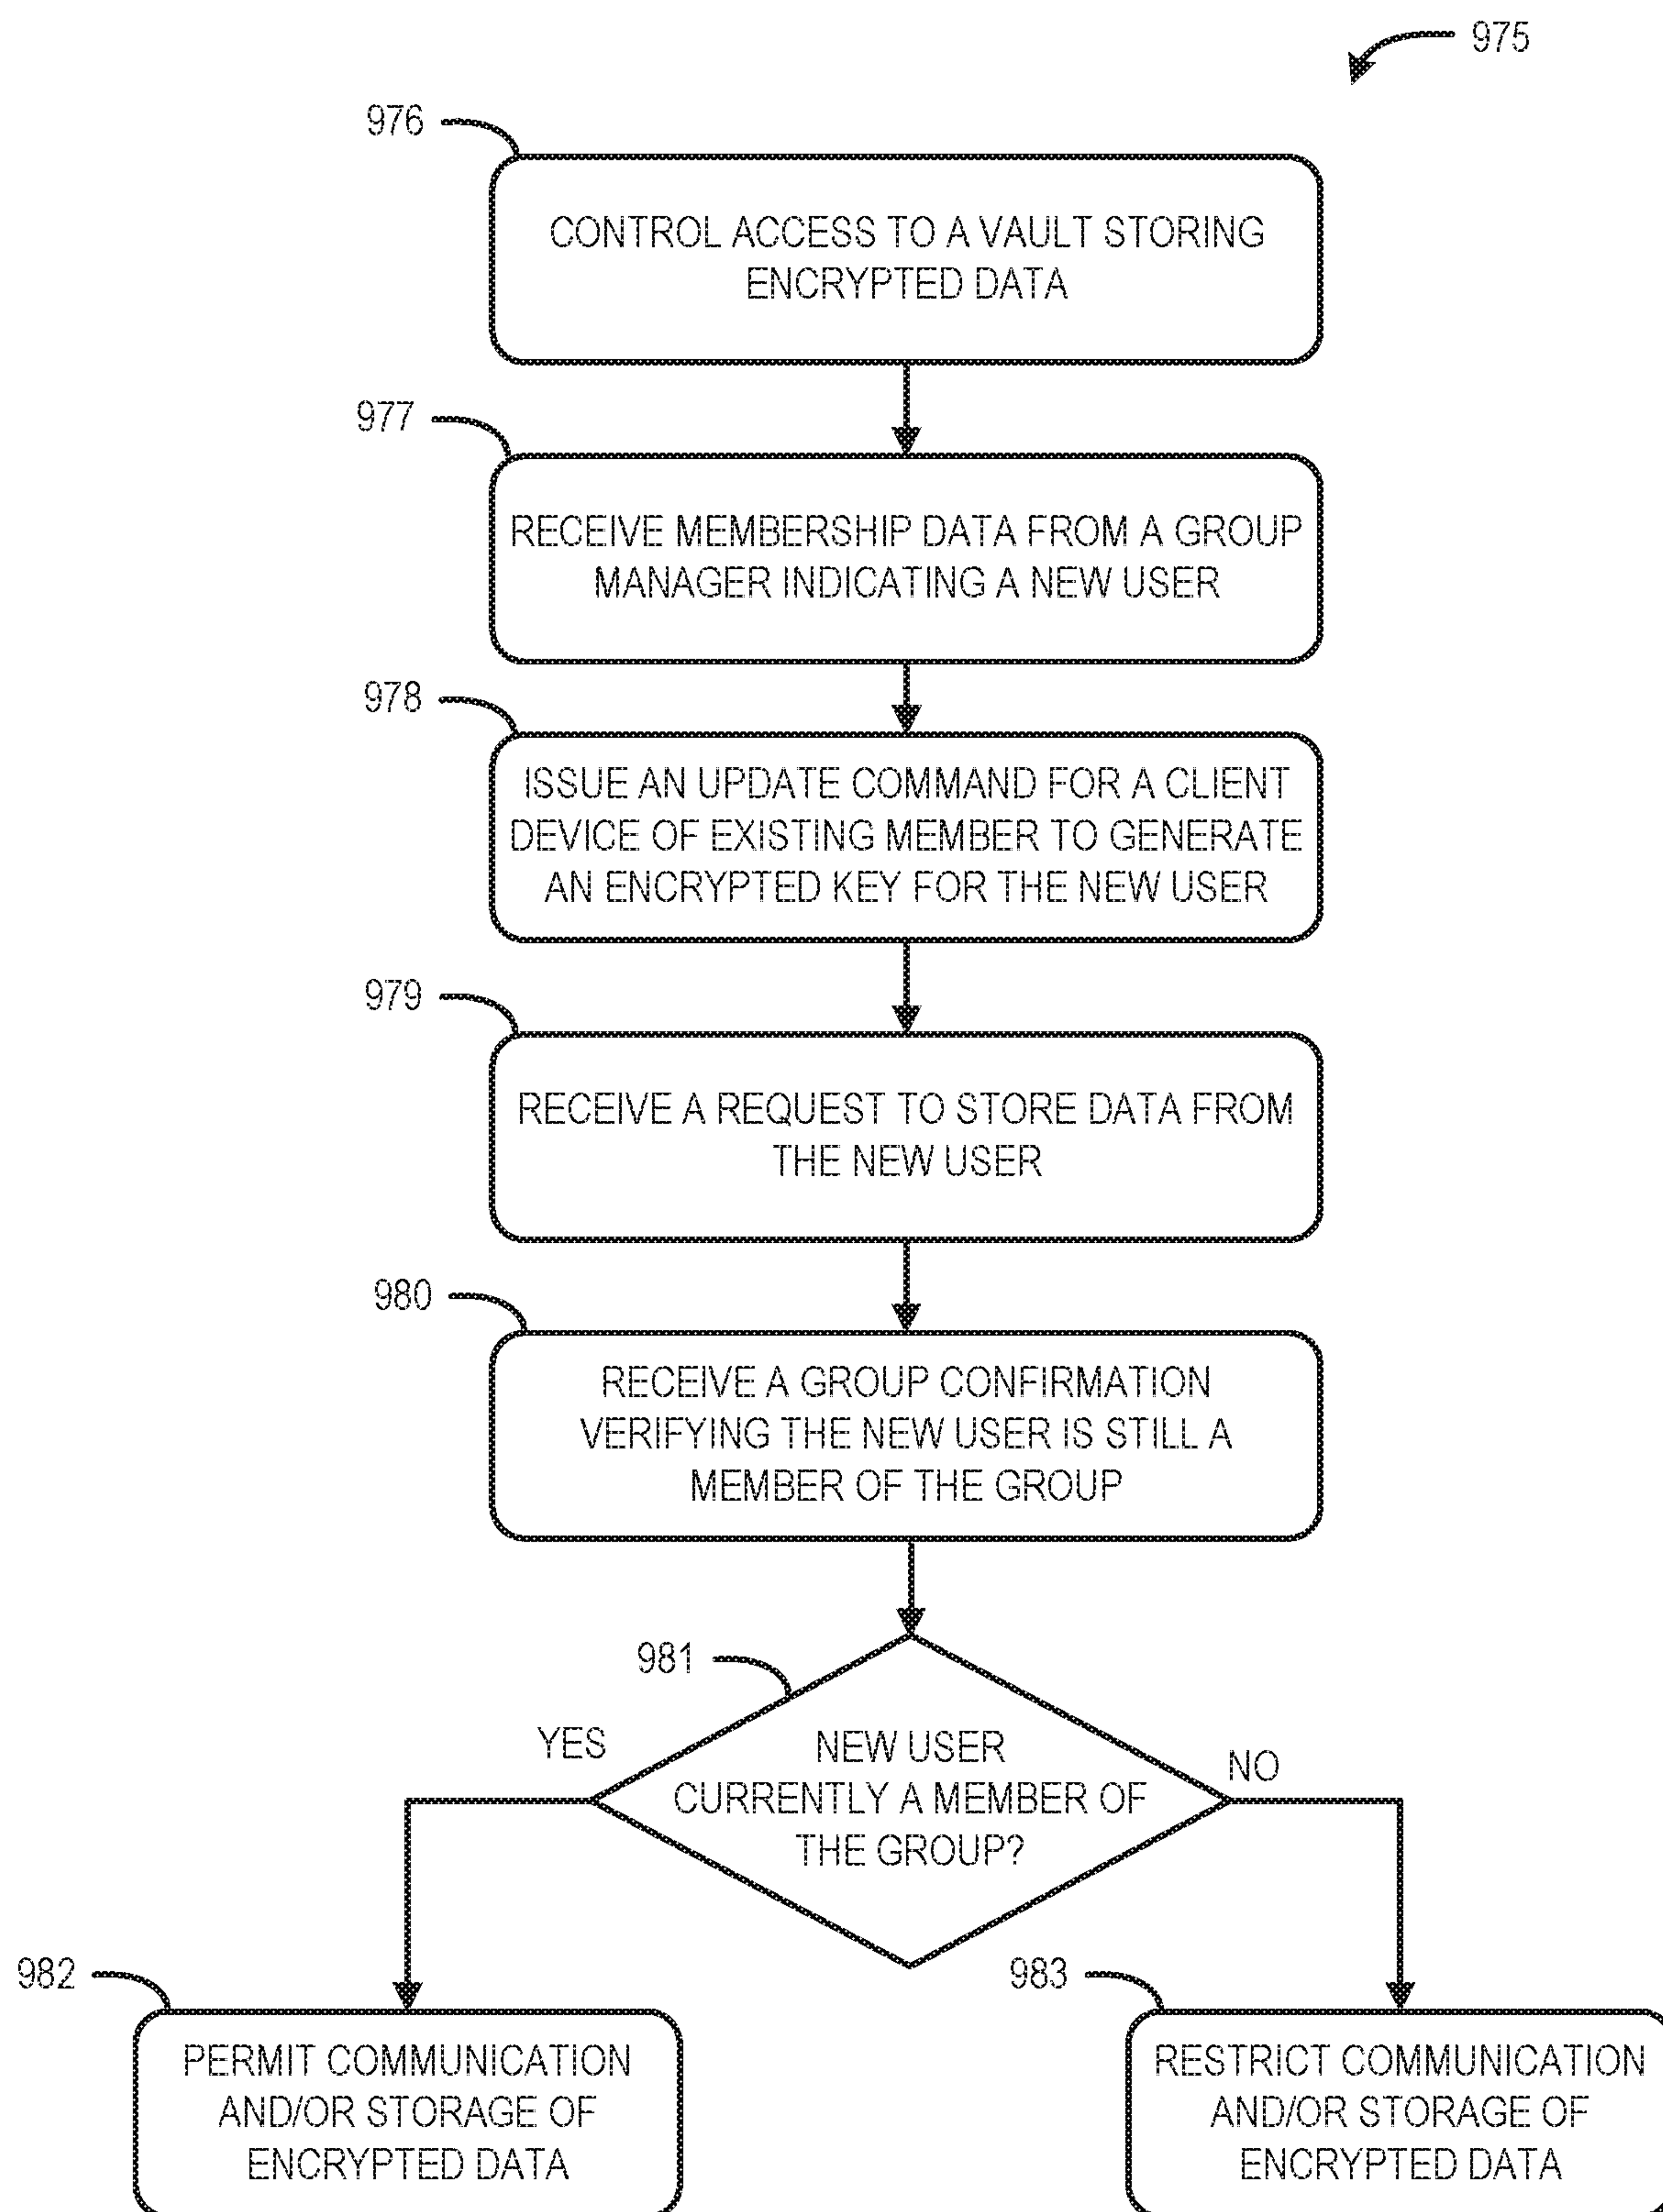 975
976
CONTROL ACCESS TO A VAULT STORING
ENCRYPTED DATA
977
RECEIVE MEMBERSHIP DATA FROM A GROUP
MANAGER INDICATING A NEW USER
978
ISSUE AN UPDATE COMMAND FOR A CLIENT
DEVICE OF EXISTING MEMBER TO GENERATE
AN ENCRYPTED KEY FOR THE NEW USER
979
RECEIVE A REQUEST TO STORE DATA FROM
THE NEW USER
980
RECEIVE A GROUP CONFIRMATION
VERIFYING THE NEW USER IS STILL A
MEMBER OF THE GROUP
981
YES
NEW USER
CURRENTLY A MEMBER OF
THE GROUP?
NO
982
PERMIT COMMUNICATION
AND/OR STORAGE OF
ENCRYPTED DATA
983
RESTRICT COMMUNICATION
AND/OR STORAGE OF
ENCRYPTED DATA